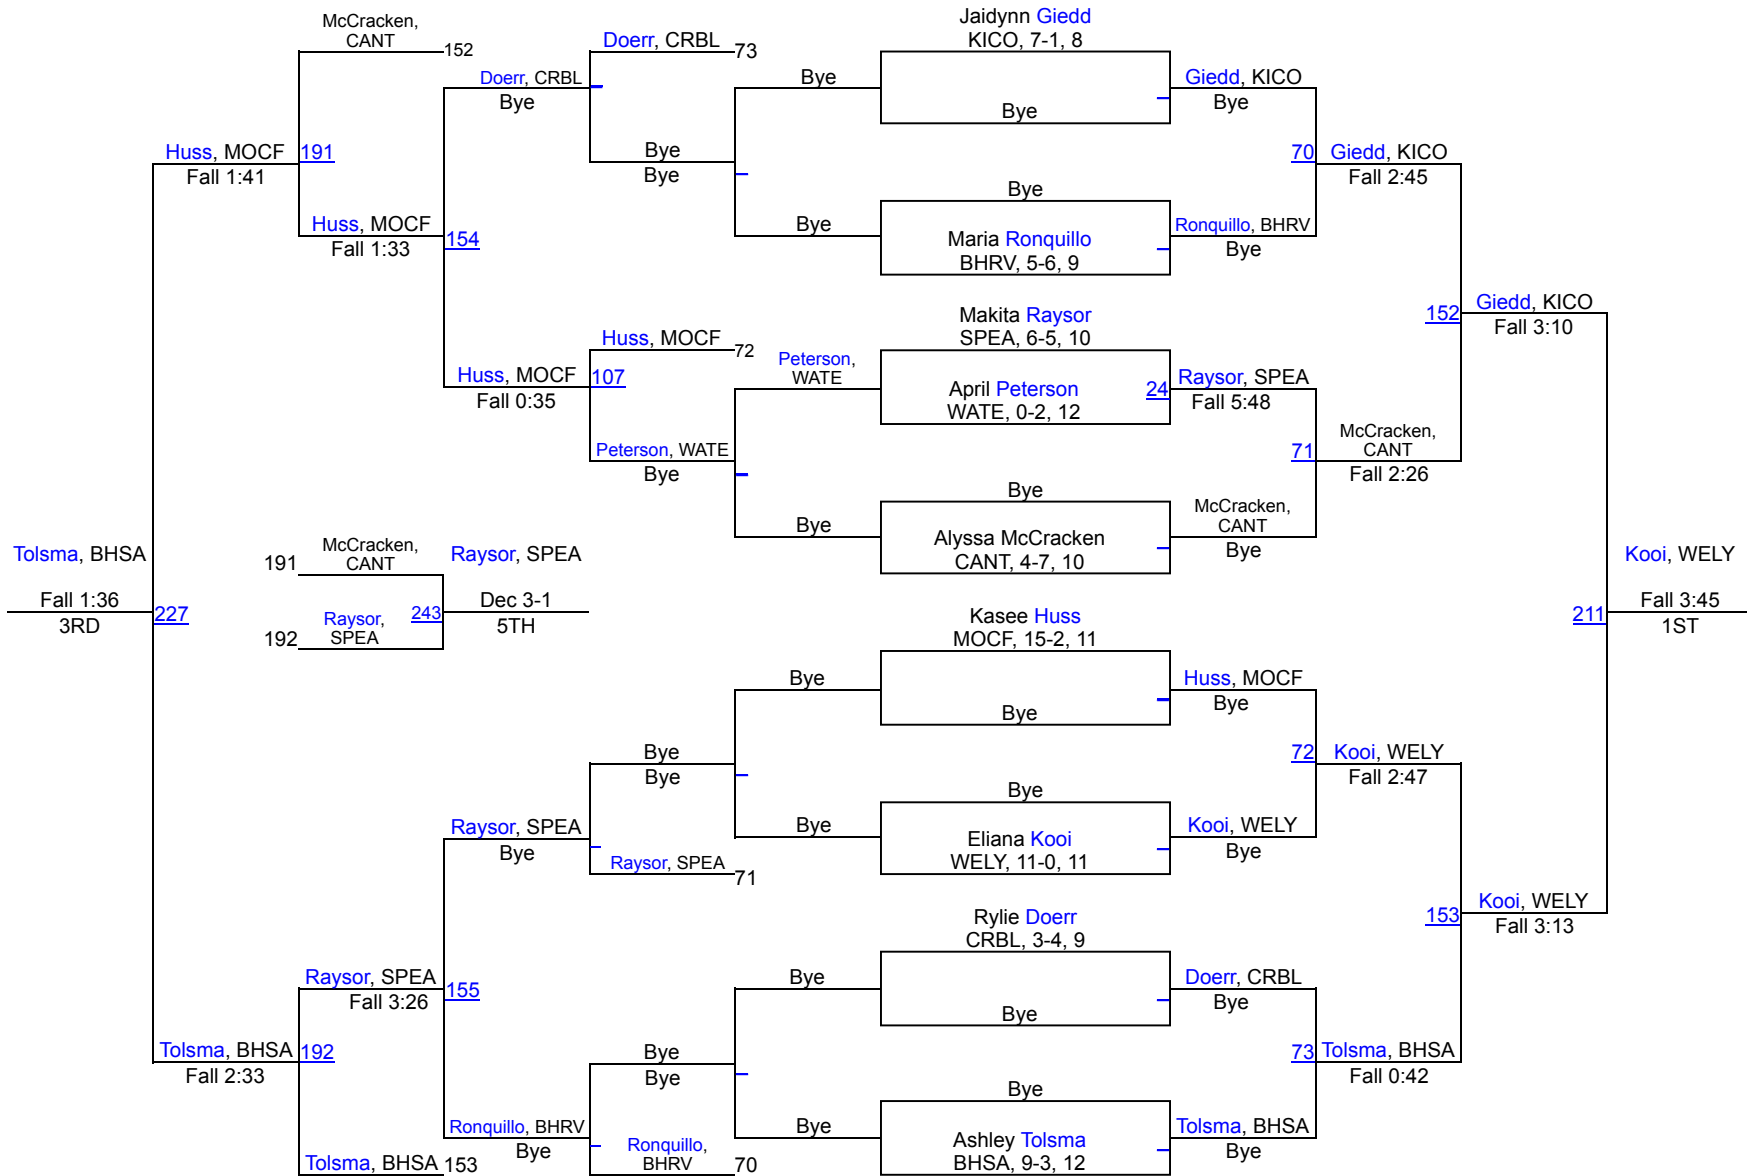 McCracken,
CANT
152
Doerr, CRBL
73
Doerr, CRBL
Bye
Bye
Jaidynn Giedd
KICO, 7-1, 8
Bye
Giedd, KICO
Bye
Huss, MOCF
191
Fall 1:41
Bye
Bye
70
Giedd, KICO
Fall 2:45
Huss, MOCF
154
Fall 1:33
Bye
Bye
Maria Ronquillo
BHRV, 5-6, 9
Ronquillo, BHRV
Bye
Makita Raysor
SPEA, 6-5, 10
152
Giedd, KICO
Fall 3:10
Huss, MOCF
72
Huss, MOCF
107
Fall 0:35
Peterson,
WATE
April Peterson
WATE, 0-2, 12
24
Raysor, SPEA
Fall 5:48
Peterson, WATE
Bye
71
McCracken,
CANT
Fall 2:26
Bye
Bye
Alyssa McCracken
CANT, 4-7, 10
McCracken,
CANT
Bye
Tolsma, BHSA
Fall 1:36
3RD
227
191
McCracken,
CANT
192
Raysor,
SPEA
243
Raysor, SPEA
Dec 3-1
5TH
Kooi, WELY
211
Fall 3:45
1ST
Kasee Huss
MOCF, 15-2, 11
Bye
Bye
Huss, MOCF
Bye
Bye
Bye
72
Kooi, WELY
Fall 2:47
Raysor, SPEA
Bye
Raysor, SPEA
71
Bye
Bye
Eliana Kooi
WELY, 11-0, 11
Kooi, WELY
Bye
153
Kooi, WELY
Fall 3:13
Rylie Doerr
CRBL, 3-4, 9
Bye
Bye
Doerr, CRBL
Bye
Raysor, SPEA
155
Fall 3:26
Tolsma, BHSA
192
Fall 2:33
Bye
Bye
73
Tolsma, BHSA
Fall 0:42
Ronquillo, BHRV
Bye
Bye
Bye
Ashley Tolsma
BHSA, 9-3, 12
Tolsma, BHSA
Bye
Tolsma, BHSA
153
Ronquillo,
BHRV
70